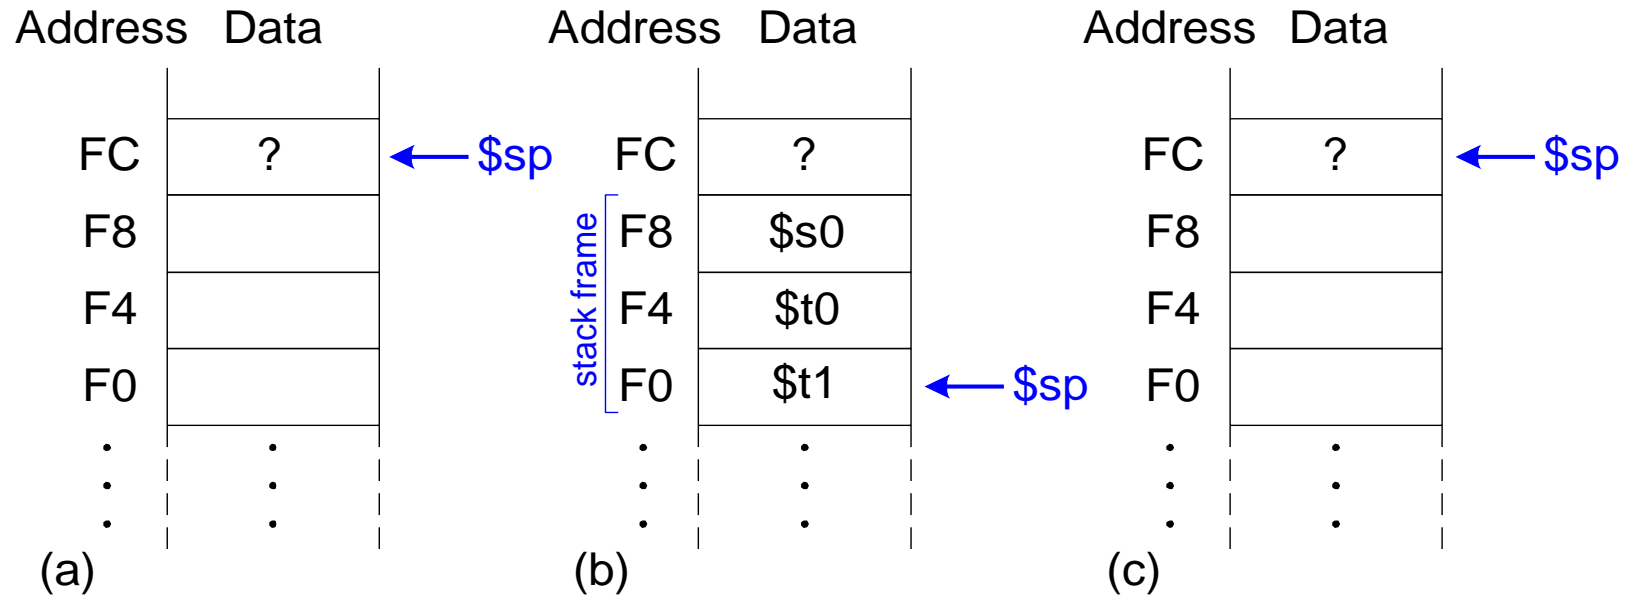 Address Data Address Data Address Data
FC ? $sp FC ? FC ? $sp
F8 F8 $s0 F8
F4 F4 $t0 F4
F0 F0 $t1 $sp F0
stack frame
(a) (b) (c)